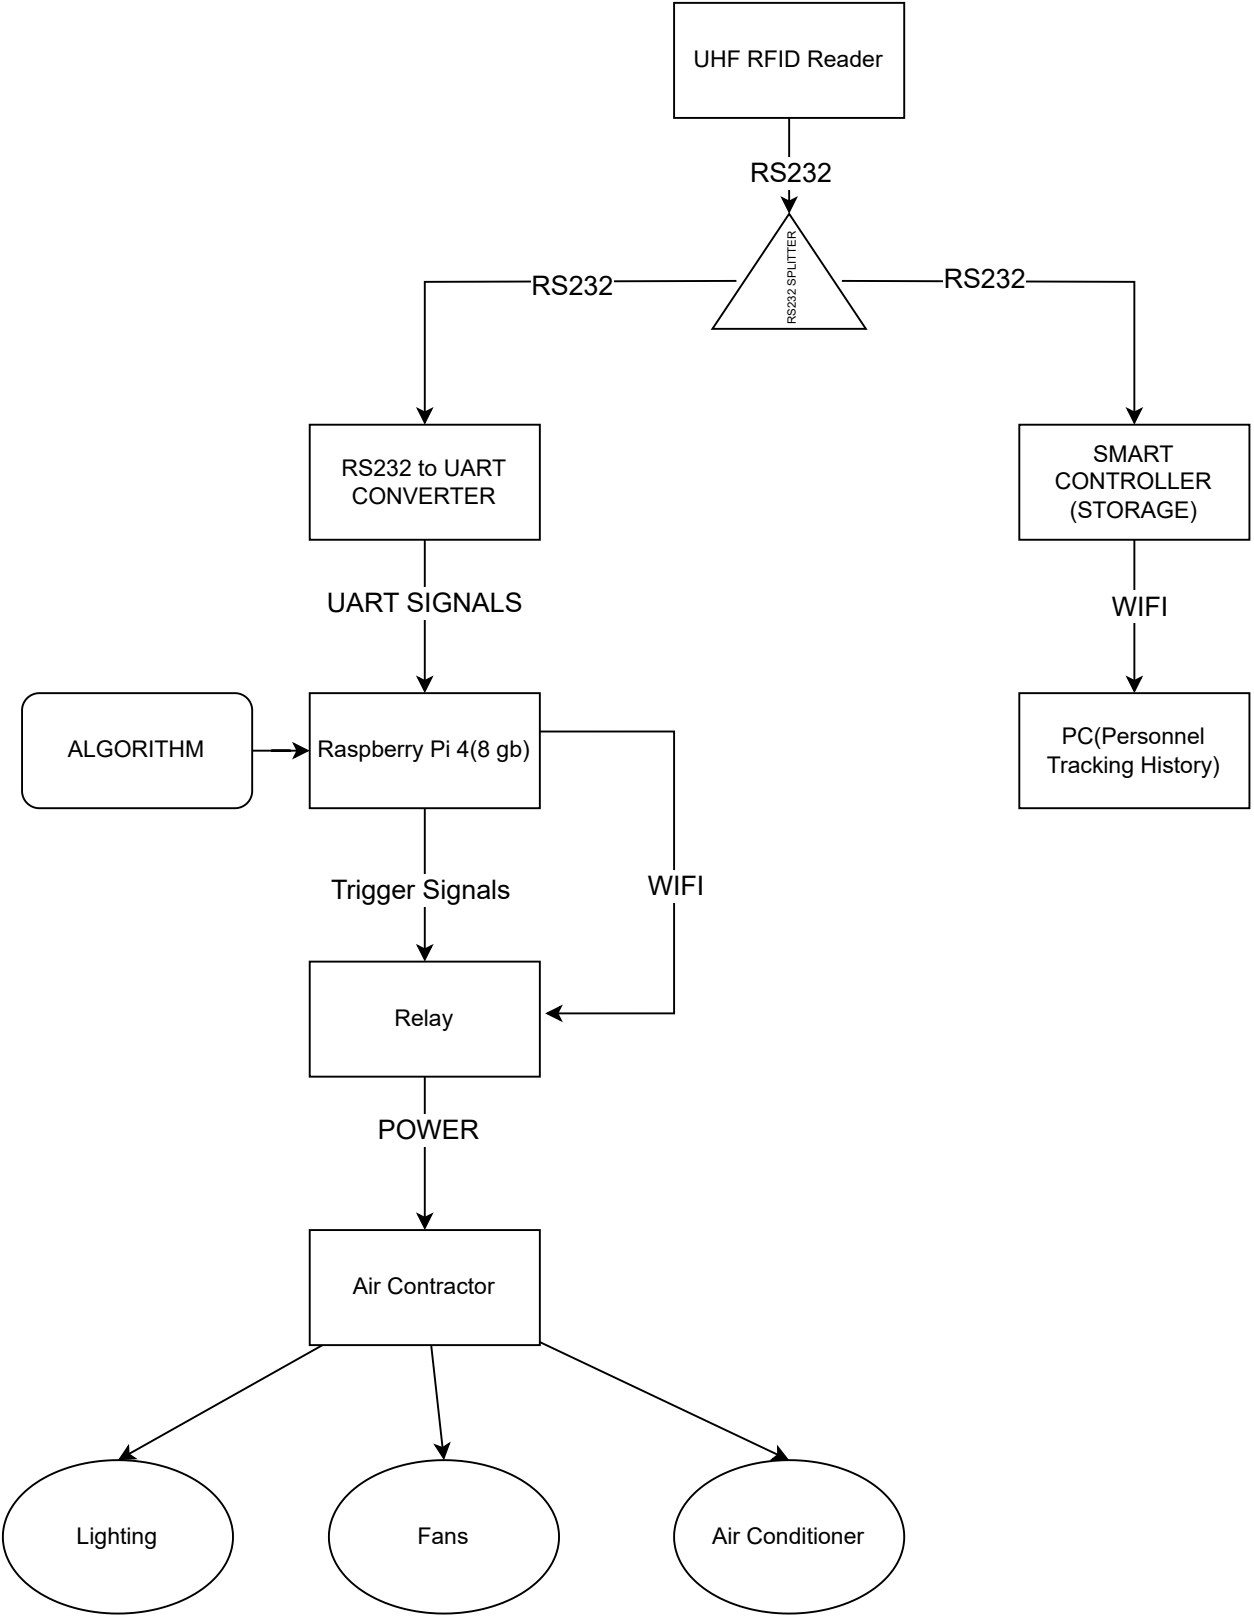 UHF RFID Reader
RS232
RS232 SPLITTER
RS232
RS232
RS232 to UART
CONVERTER
SMART
CONTROLLER
(STORAGE)
UART SIGNALS
WIFI
ALGORITHM
Raspberry Pi 4(8 gb)
PC(Personnel
Tracking History)
Trigger Signals
WIFI
Relay
POWER
Air Contractor
Lighting
Fans
Air Conditioner